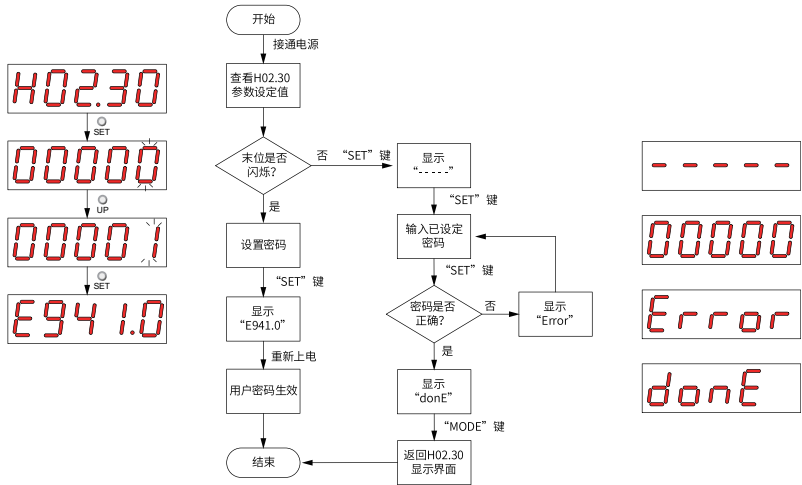 H02.30
SET
00000
UP
00001
SET
E941.0
开始
接通电源
查看H02.30
参数设定值
末位是否
闪烁？
否
“SET”键
是
设置密码
“SET”键
显示
“E941.0”
重新上电
用户密码生效
结束
显示
“-----”
“SET”键
输入已设定
密码
“SET”键
密码是否
正确？
否
显示
“Error”
是
显示
“donE”
“MODE”键
返回H02.30
显示界面
-----
00000
Error
donE